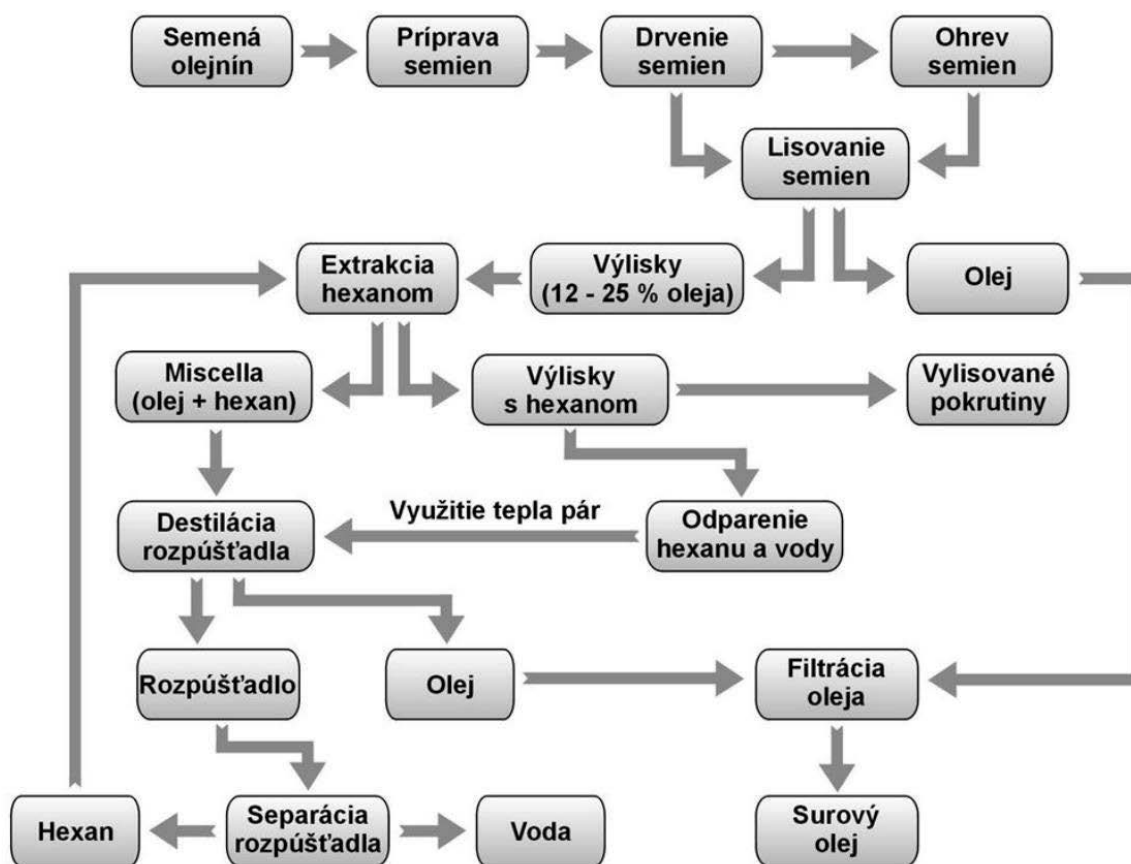 Semená
olejnín
Príprava
semien
Drvenie
semien
Ohrev
semien
Lisovanie
semien
Extrakcia
hexanom
Výlisky
(12 - 25 % oleja)
Olej
Miscella
(olej + hexan)
Výlisky
s hexanom
Vylisované
pokrutiny
Destilácia
rozpúšťadla
Využitie tepla pár
Odparenie
hexanu a vody
Rozpúšťadlo
Olej
Filtrácia
oleja
Hexan
Separácia
rozpúšťadla
Voda
Surový
olej